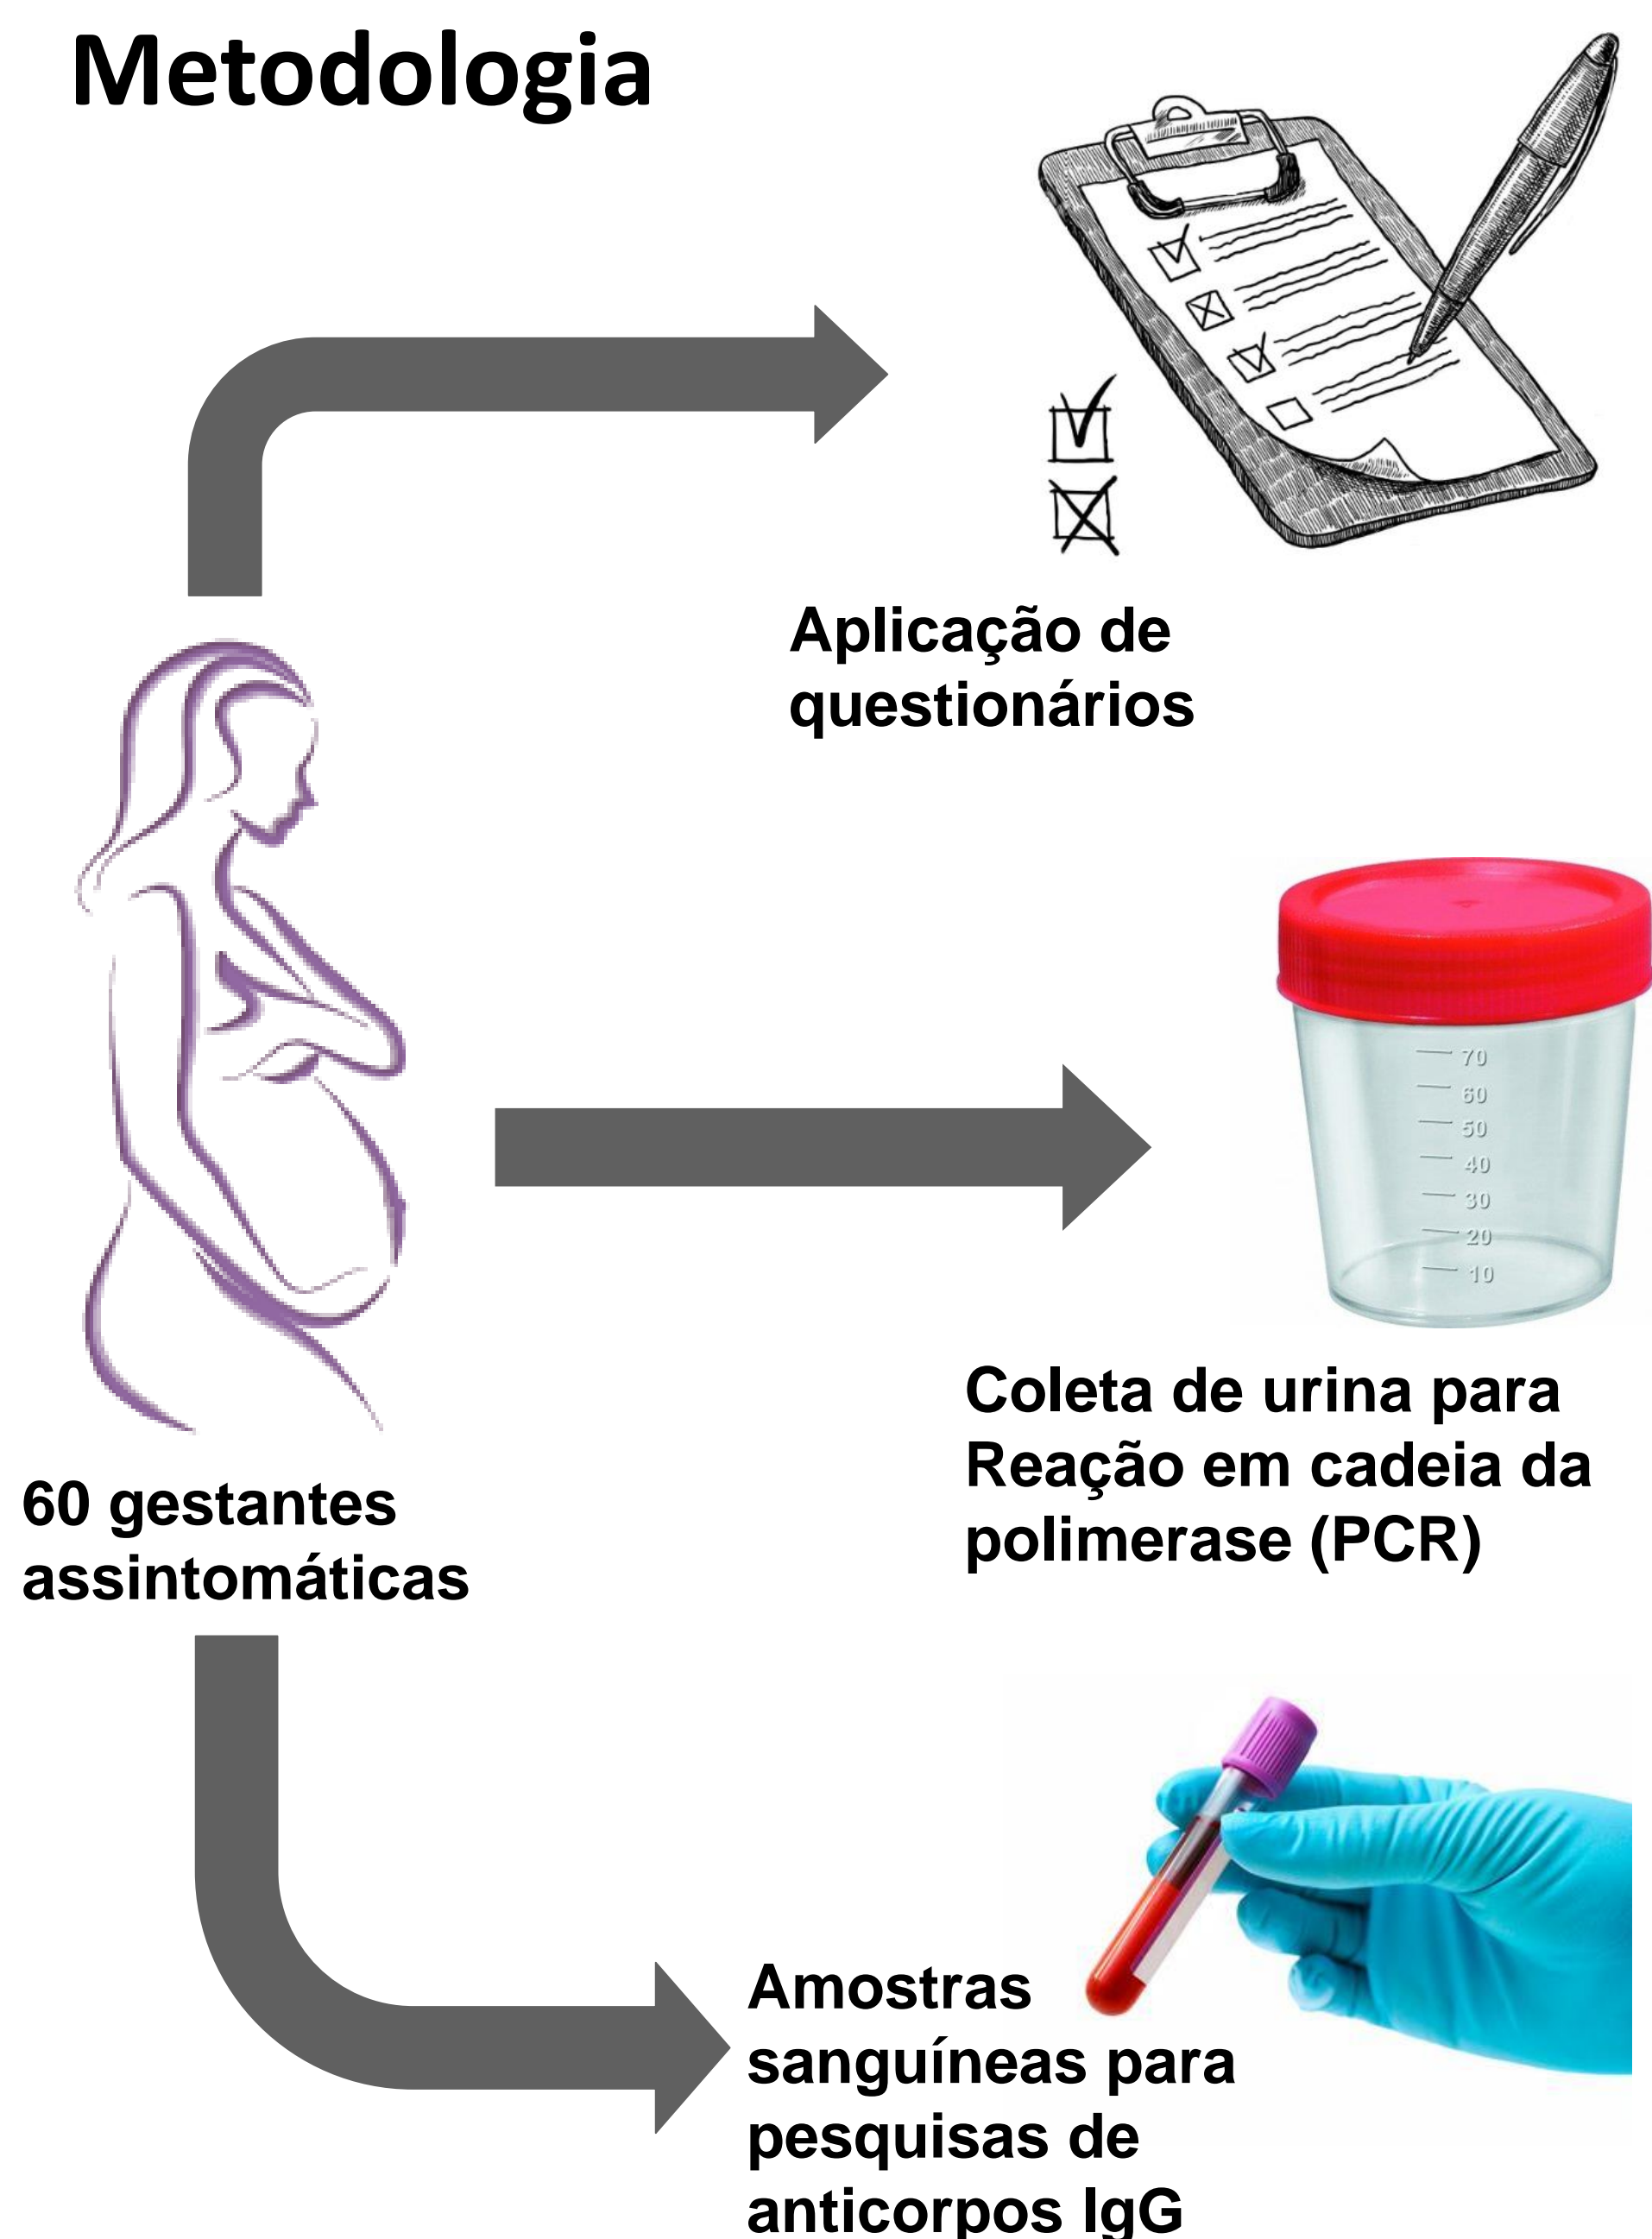 Metodologia
Aplicação de
questionários
70
60
50
40
30
20
10
Coleta de urina para
Reação em cadeia da
polimerase (PCR)
60 gestantes
assintomáticas
Amostras
sanguíneas para
pesquisas de
anticorpos IgG